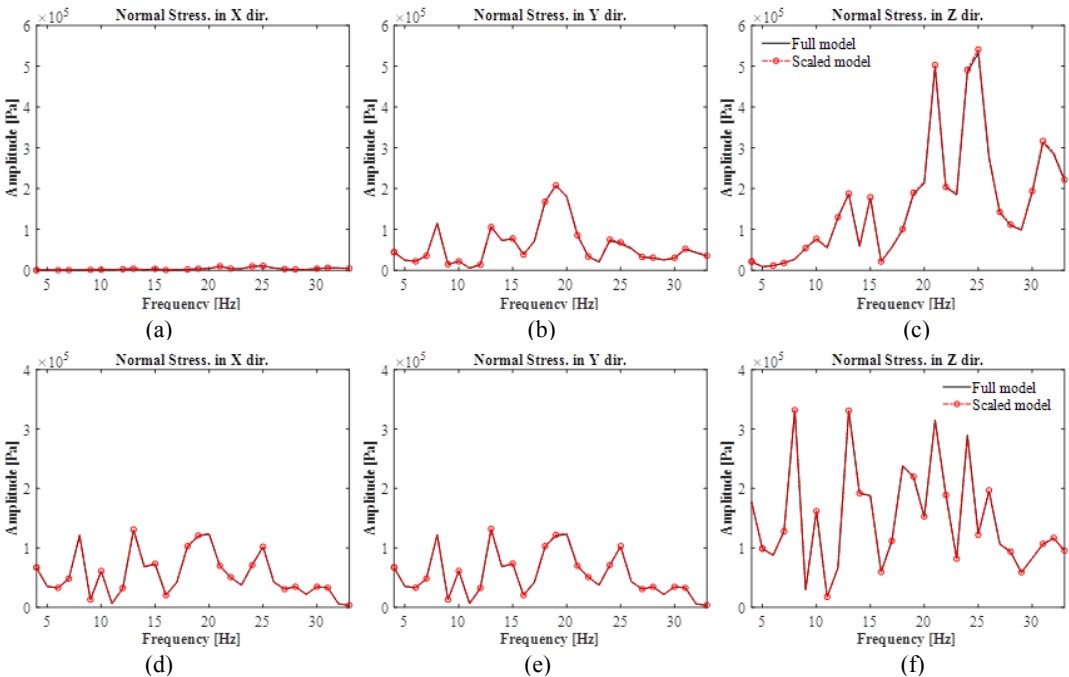 Normal Stress. in X dir.
×10^5
6
5
4
3
2
1
0
5 10 15 20 25 30
Amplitude [Pa]
Frequency [Hz]
(a)
Normal Stress. in Y dir.
×10^5
6
5
4
3
2
1
0
5 10 15 20 25 30
Amplitude [Pa]
Frequency [Hz]
(b)
Normal Stress. in Z dir.
×10^5
Full model
Scaled model
6
5
4
3
2
1
0
5 10 15 20 25 30
Amplitude [Pa]
Frequency [Hz]
(c)
Normal Stress. in X dir.
×10^5
4
3
2
1
0
5 10 15 20 25 30
Amplitude [Pa]
Frequency [Hz]
(d)
Normal Stress. in Y dir.
×10^5
4
3
2
1
0
5 10 15 20 25 30
Amplitude [Pa]
Frequency [Hz]
(e)
Normal Stress. in Z dir.
×10^5
Full model
Scaled model
4
3
2
1
0
5 10 15 20 25 30
Amplitude [Pa]
Frequency [Hz]
(f)